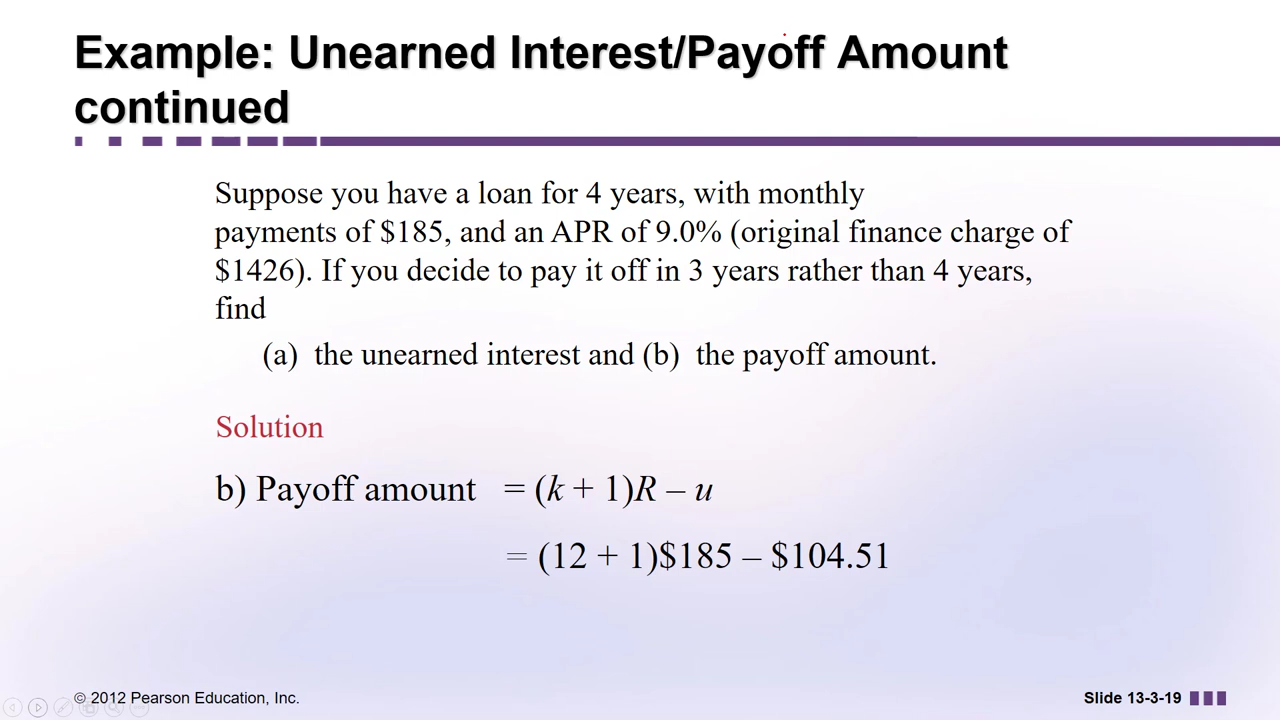 Example: Unearned Interest/Payoff Amount
continued
Suppose you have a loan for 4 years, with monthly
payments of $185, and an APR of 9.0% (original finance charge of
$1426). If you decide to pay it off in 3 years rather than 4 years,
find
(a) the unearned interest and (b) the payoff amount.
Solution
b) Payoff amount = (k + 1)R – u
= (12 + 1)$185 – $104.51
© 2012 Pearson Education, Inc. Slide 13-3-19